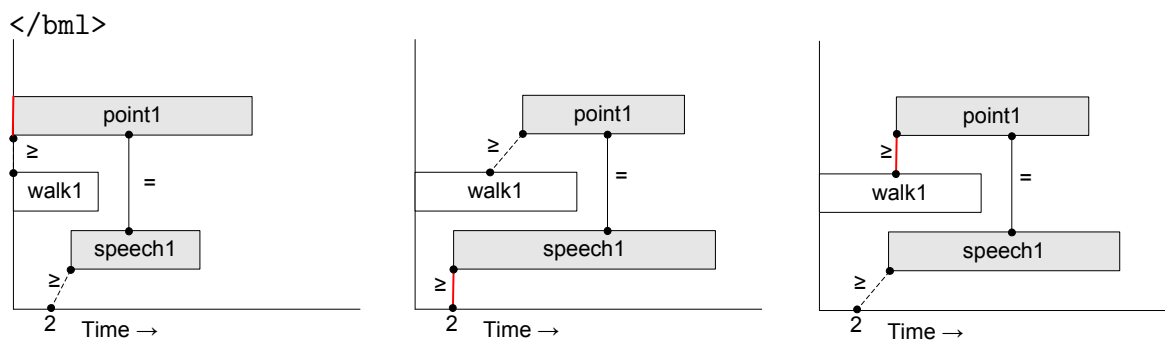 </bml>
point1
≥
walk1
=
speech1
≥
2
Time →
point1
≥
walk1
=
speech1
≥
2
Time →
point1
≥
walk1
=
speech1
≥
2
Time →